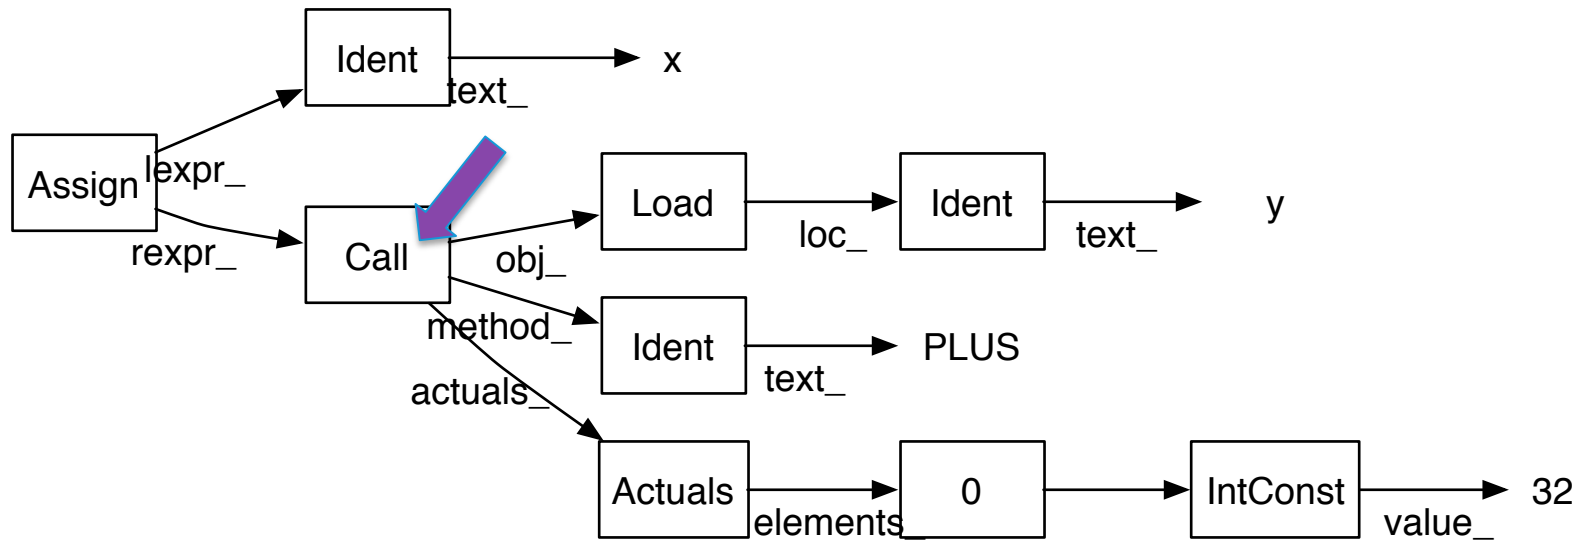 Ident
x
text_
Assign
lexpr_
rexpr_
Call
obj_
Load
loc_
Ident
text_
y
method_
Ident
text_
PLUS
actuals_
Actuals
elements_
0
IntConst
value_
32